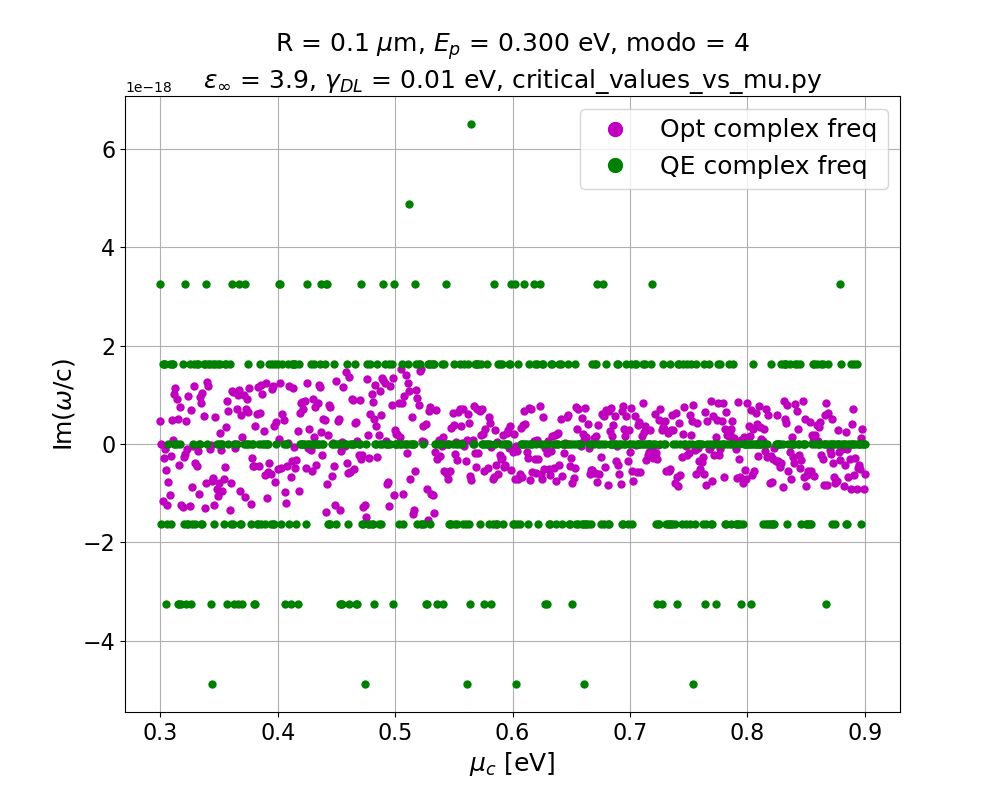 R = 0.1 μm, E_p = 0.300 eV, modo = 4
ε_∞ = 3.9, γ_DL = 0.01 eV, critical_values_vs_mu.py
1e−18
Opt complex freq
QE complex freq
6
4
2
0
−2
−4
Im(ω/c)
0.3 0.4 0.5 0.6 0.7 0.8 0.9
μ_c [eV]